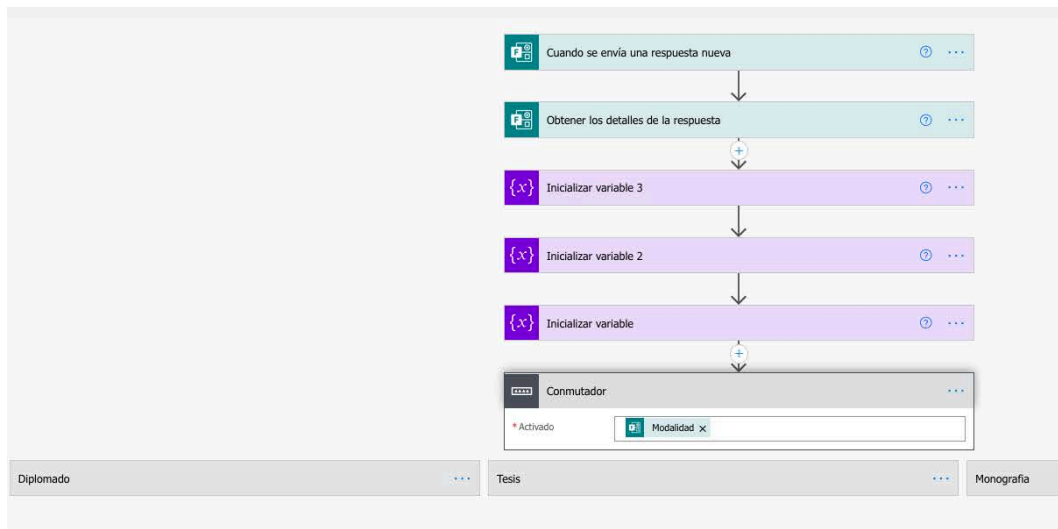 Cuando se envía una respuesta nueva
Obtener los detalles de la respuesta
{x} Inicializar variable 3
{x} Inicializar variable 2
{x} Inicializar variable
Conmutador
* Activado Modalidad ×
Diplomado Tesis Monografia